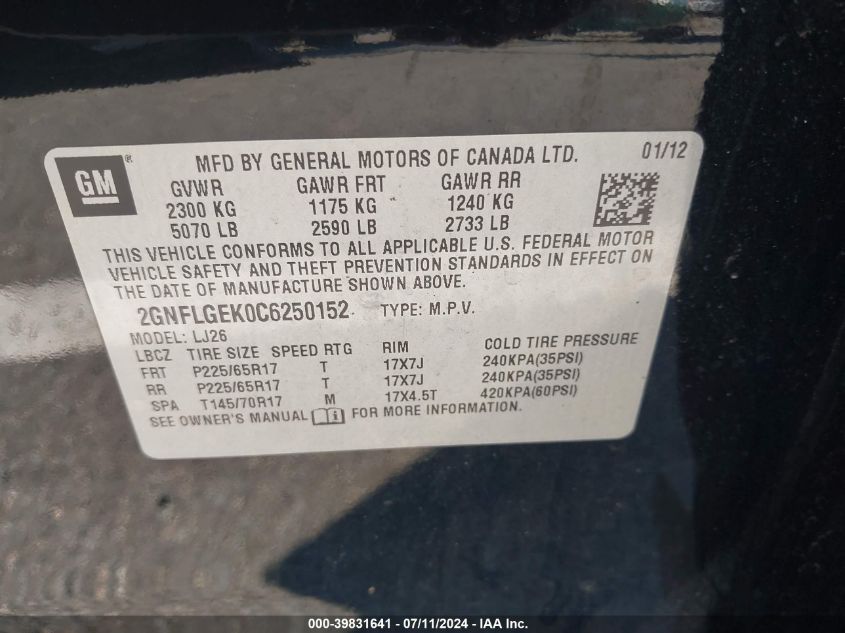 GM ® MFD BY GENERAL MOTORS OF CANADA LTD. 01/12
GVWR GAWR FRT GAWR RR
2300 KG 1175 KG 1240 KG
5070 LB 2590 LB 2733 LB
THIS VEHICLE CONFORMS TO ALL APPLICABLE U.S. FEDERAL MOTOR
VEHICLE SAFETY AND THEFT PREVENTION STANDARDS IN EFFECT ON
THE DATE OF MANUFACTURE SHOWN ABOVE.
2GNFLGEK0C6250152 TYPE: M.P.V.
MODEL: LJ26
LBCZ TIRE SIZE SPEED RTG RIM COLD TIRE PRESSURE
FRT P225/65R17 T 17X7J 240KPA(35PSI)
RR P225/65R17 T 17X7J 240KPA(35PSI)
SPA T145/70R17 M 17X4.5T 420KPA(60PSI)
SEE OWNER'S MANUAL FOR MORE INFORMATION.
000-39831641 - 07/11/2024 - IAA Inc.